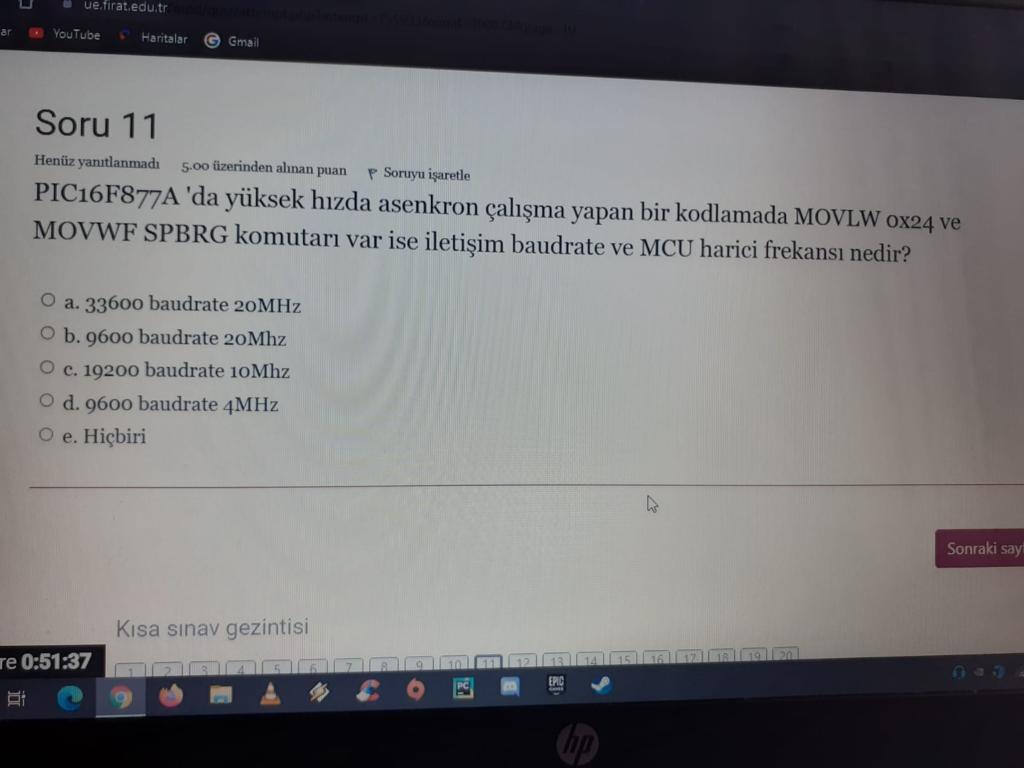 ue.firat.edu.tr
ar YouTube Haritalar Gmail
Soru 11
Henüz yanıtlanmadı 5.00 üzerinden alınan puan Soruyu işaretle
PIC16F877A 'da yüksek hızda asenkron çalışma yapan bir kodlamada MOVLW 0x24 ve
MOVWF SPBRG komutarı var ise iletişim baudrate ve MCU harici frekansı nedir?
a. 33600 baudrate 20MHz
b. 9600 baudrate 20Mhz
c. 19200 baudrate 10Mhz
d. 9600 baudrate 4MHz
e. Hiçbiri
Sonraki say
Kısa sınav gezintisi
re 0:51:37
1 2 3 4 5 6 7 8 9 10 11 12 13 14 15 16 17 18 19 20
PC EPIC GAMES
hp